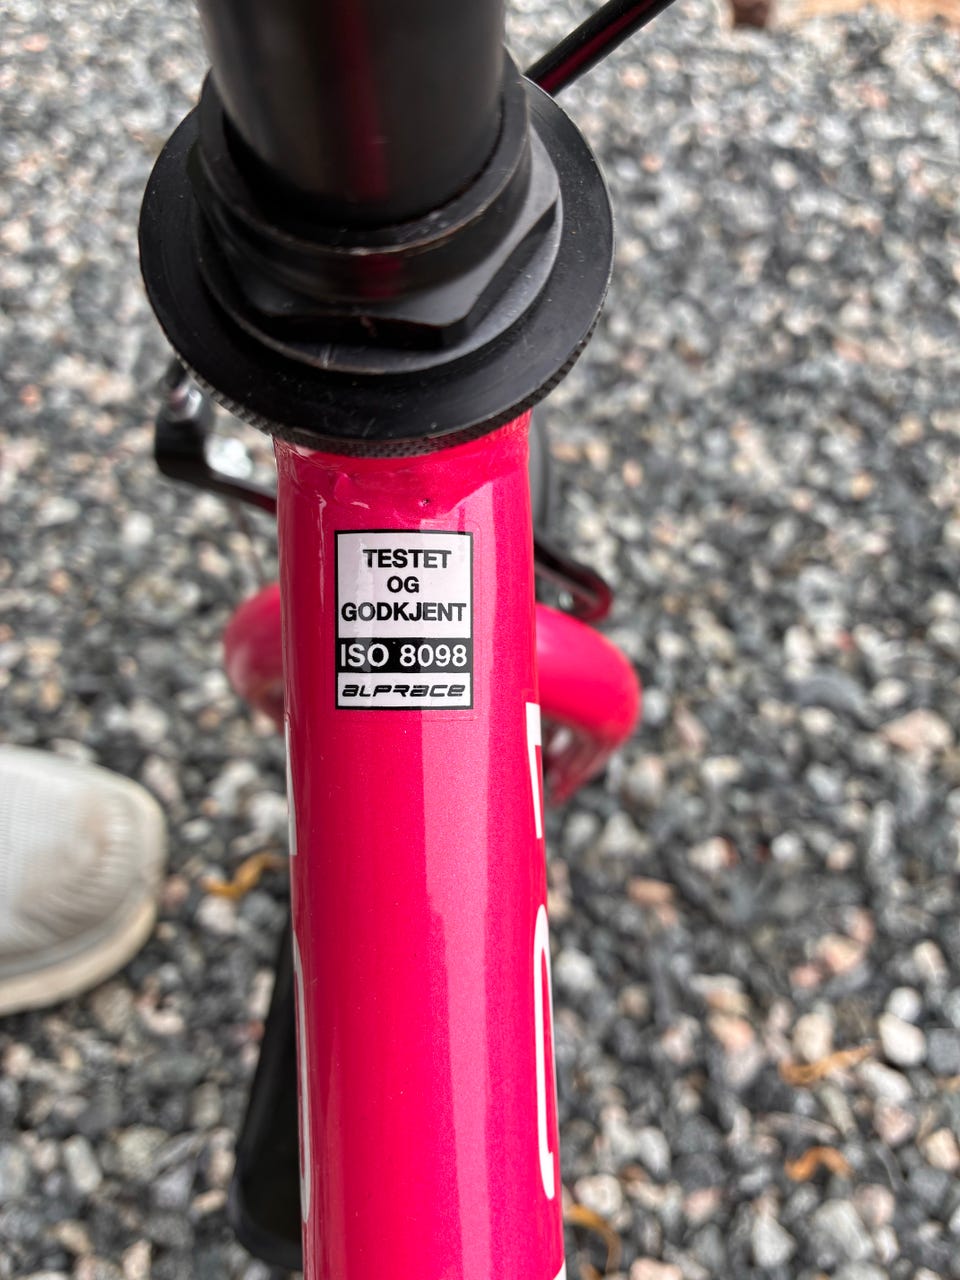 TESTET
OG
GODKJENT
ISO 8098
ALPRACE